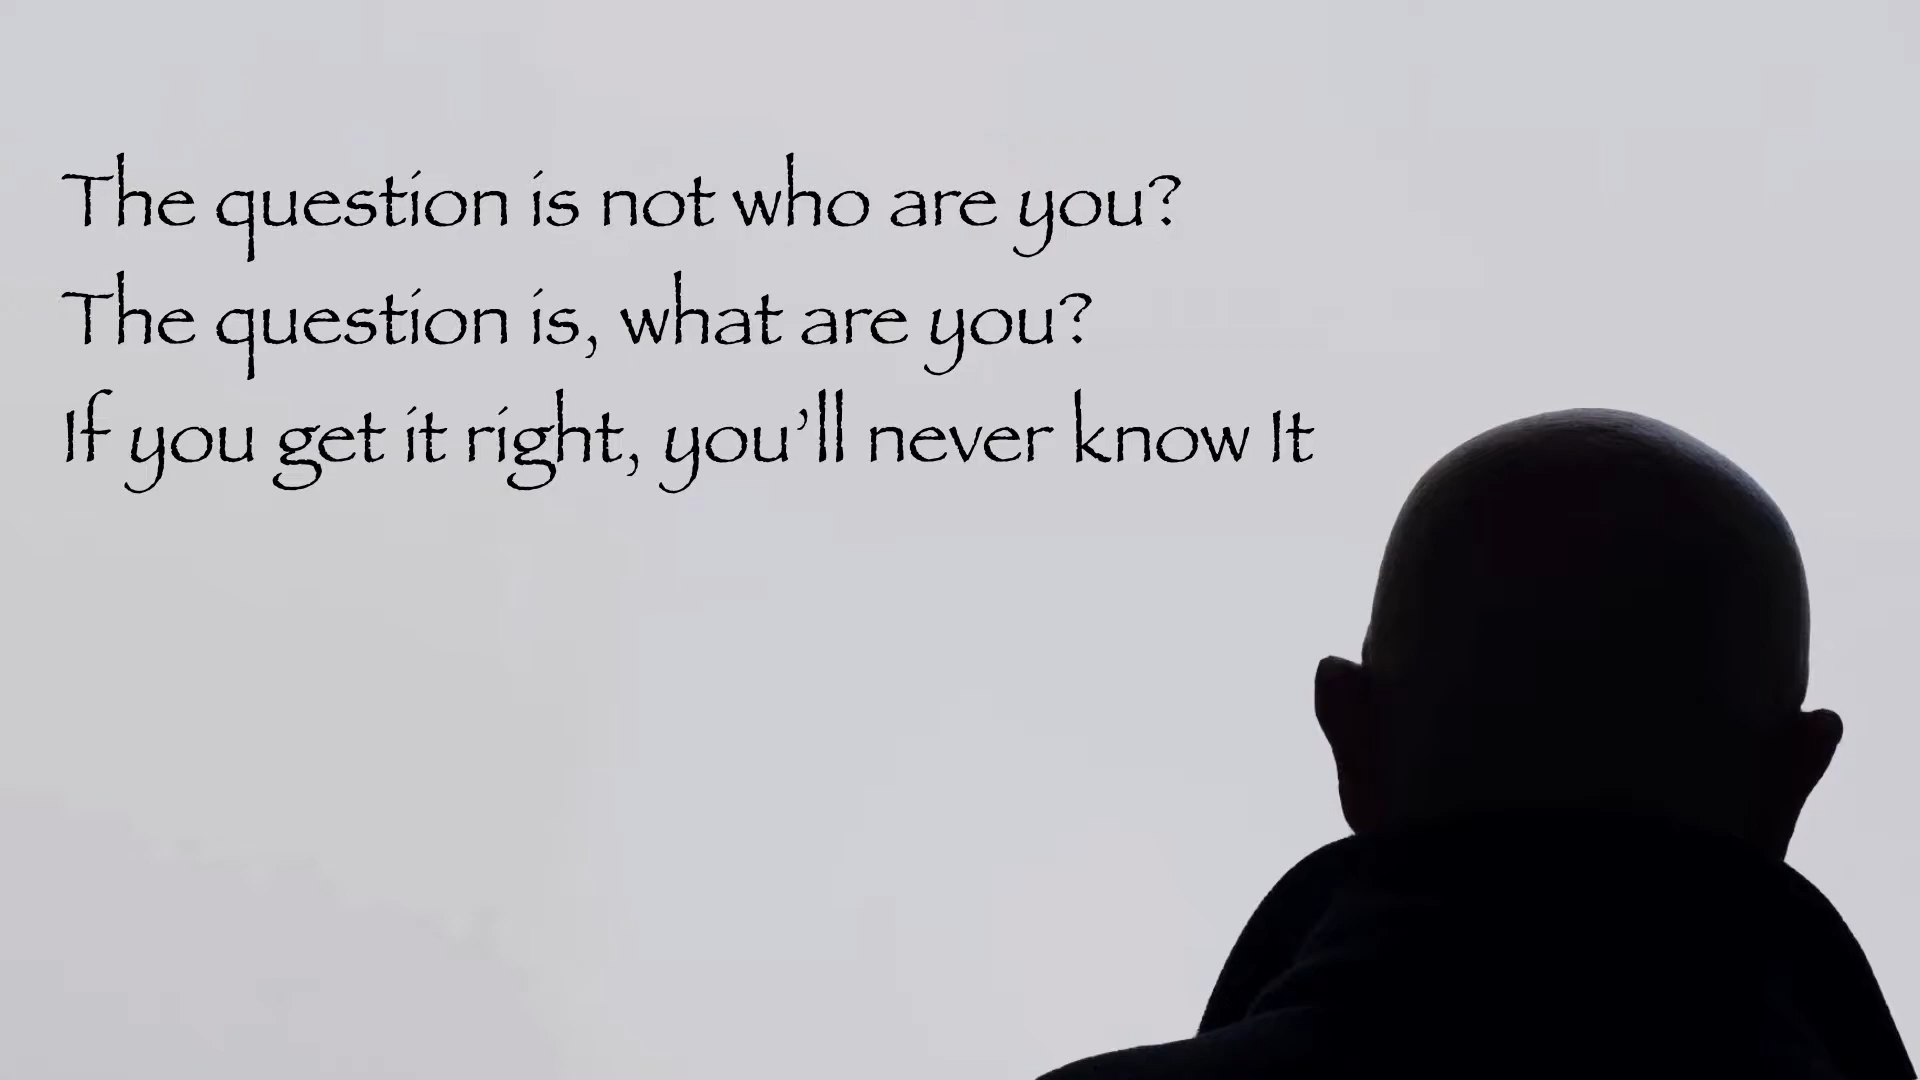 The question is not who are you?
The question is, what are you?
If you get it right, you’ll never know It